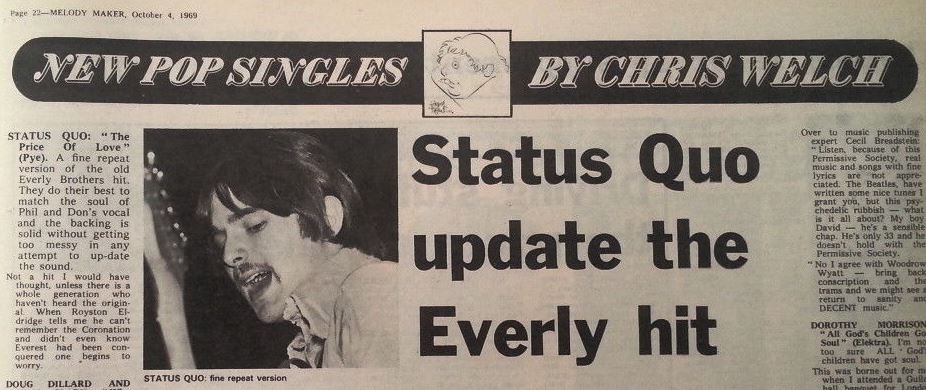 Page 22—MELODY MAKER, October 4, 1969
NEW POP SINGLES
BY CHRIS WELCH
STATUS QUO: "The
Price Of Love"
(Pye). A fine repeat
version of the old
Everly Brothers hit.
They do their best to
match the soul of
Phil and Don's vocal
and the backing is
solid without getting
too messy in any
attempt to up-date
the sound.
Not a hit I would have
thought, unless there is a
whole generation who
haven't heard the origin-
al. When Royston El-
dridge tells me he can't
remember the Coronation
and didn't even know
Everest had been con-
quered one begins to
worry.
DOUG DILLARD AND
STATUS QUO: fine repeat version
Status Quo
update the
Everly hit
Over to music publishing
expert Cecil Breadstein:
"Listen, because of this
Permissive Society, real
music and songs with fine
lyrics are not appre-
ciated. The Beatles, have
written some nice tunes I
grant you, but this psy-
chedelic rubbish — what
is it all about? My boy
David — he's a sensible
chap. He's only 33 and he
doesn't hold with the
Permissive Society.
"No I agree with Woodrow
Wyatt — bring back
conscription and the
trams and we might see a
return to sanity and
DECENT music."
DOROTHY MORRISON
"All God's Children Go
Soul" (Elektra). I'm no
too sure ALL God'
children have got soul.
This was borne out for m
when I attended a Guil